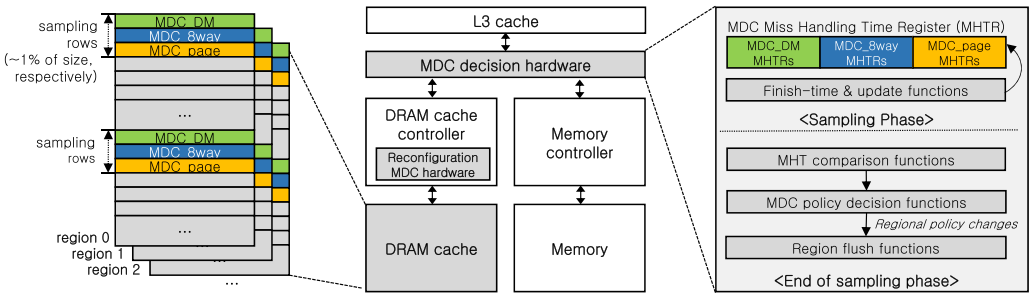 sampling
rows
(~1% of size,
respectively)
MDC_DM
MDC_8way
MDC_page
...
sampling
rows
MDC_DM
MDC_8way
MDC_page
...
region 0
region 1
region 2
...
L3 cache
MDC decision hardware
DRAM cache
controller
Reconfiguration
MDC hardware
Memory
controller
DRAM cache
Memory
MDC Miss Handling Time Register (MHTR)
MDC_DM
MHTRs
MDC_8way
MHTRs
MDC_page
MHTRs
Finish-time & update functions
<Sampling Phase>
MHT comparison functions
MDC policy decision functions
Regional policy changes
Region flush functions
<End of sampling phase>